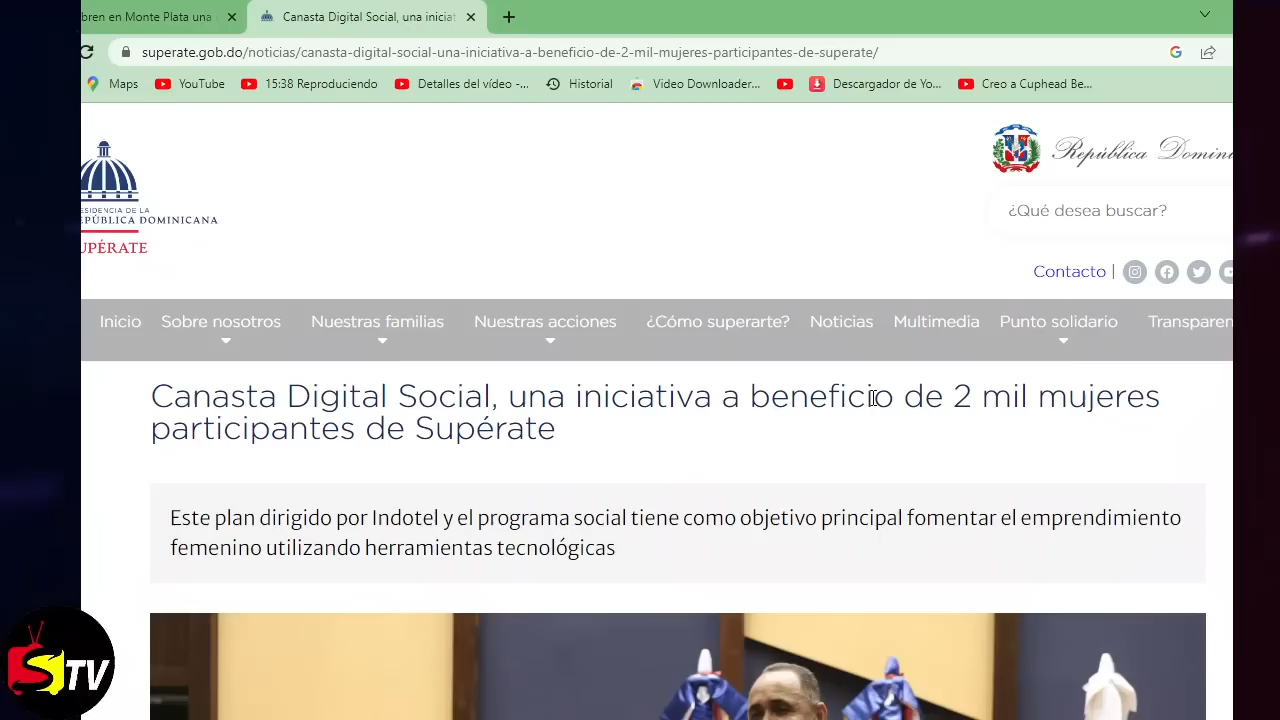 bren en Monte Plata una
Canasta Digital Social, una iniciat
superate.gob.do/noticias/canasta-digital-social-una-iniciativa-a-beneficio-de-2-mil-mujeres-participantes-de-superate/
Maps
YouTube
15:38 Reproduciendo
Detalles del vídeo -...
Historial
Video Downloader...
Descargador de Yo...
Creo a Cuphead Be...
ESIDENCIA DE LA
EPÚBLICA DOMINICANA
UPÉRATE
República Domin
¿Qué desea buscar?
Contacto |
Inicio
Sobre nosotros
Nuestras familias
Nuestras acciones
¿Cómo superarte?
Noticias
Multimedia
Punto solidario
Transparen
Canasta Digital Social, una iniciativa a beneficio de 2 mil mujeres
participantes de Supérate
Este plan dirigido por Indotel y el programa social tiene como objetivo principal fomentar el emprendimiento
femenino utilizando herramientas tecnológicas
STV